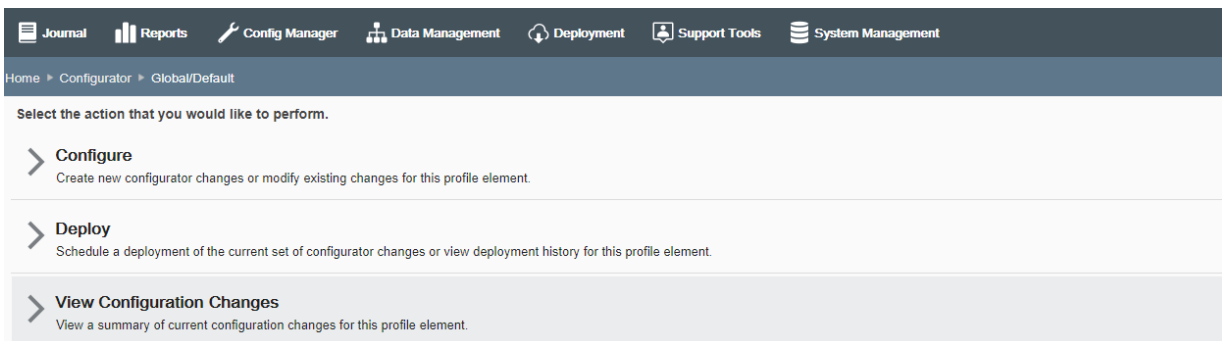 Journal Reports Config Manager Data Management Deployment Support Tools System Management
Home Configurator Global/Default
Select the action that you would like to perform.
Configure
Create new configurator changes or modify existing changes for this profile element.
Deploy
Schedule a deployment of the current set of configurator changes or view deployment history for this profile element.
View Configuration Changes
View a summary of current configuration changes for this profile element.